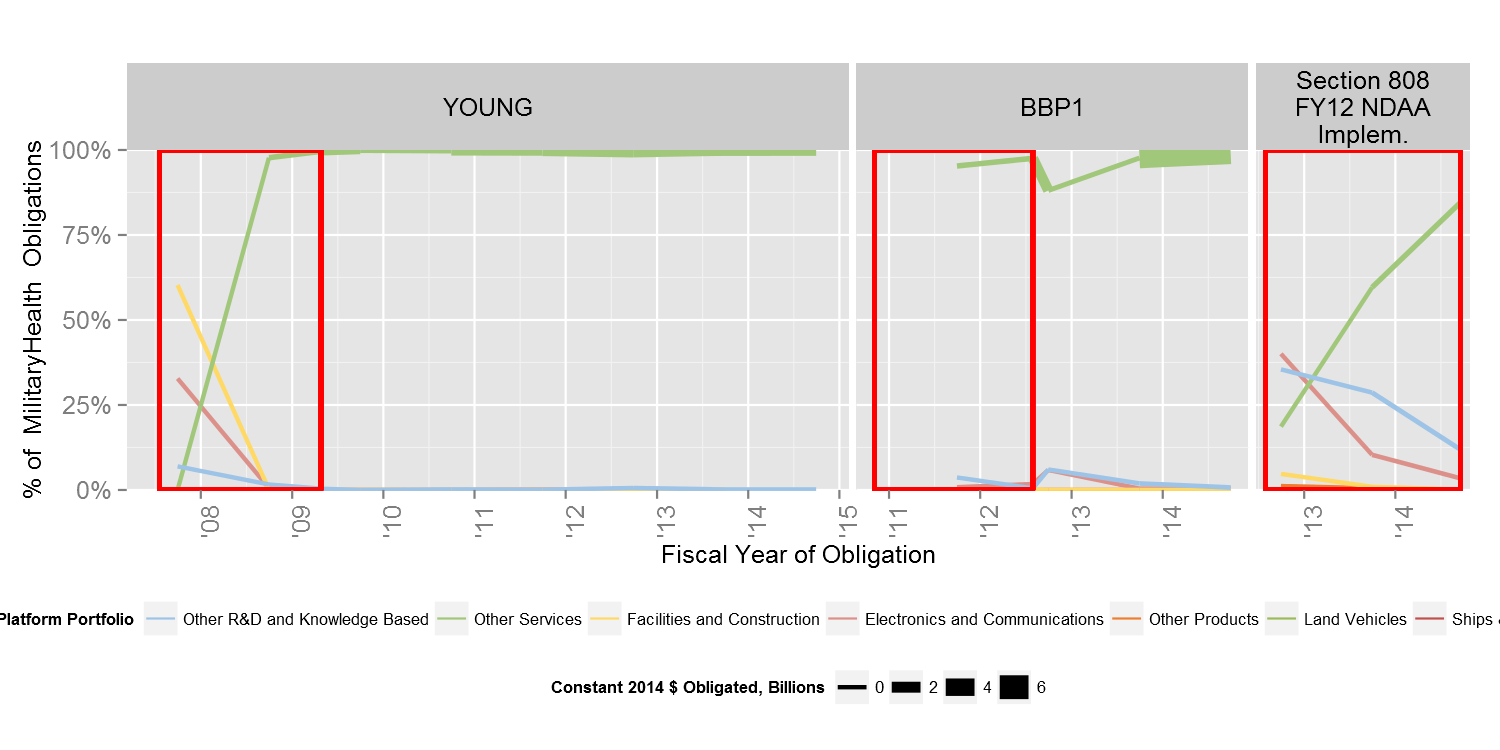 YOUNG
BBP1
Section 808
FY12 NDAA
Implem.
% of MilitaryHealth Obligations
100%
75%
50%
25%
0%
'08 '09 '10 '11 '12 '13 '14 '15
'11 '12 '13 '14
'13 '14
Fiscal Year of Obligation
Platform Portfolio Other R&D and Knowledge Based Other Services Facilities and Construction Electronics and Communications Other Products Land Vehicles Ships
Constant 2014 $ Obligated, Billions 0 2 4 6